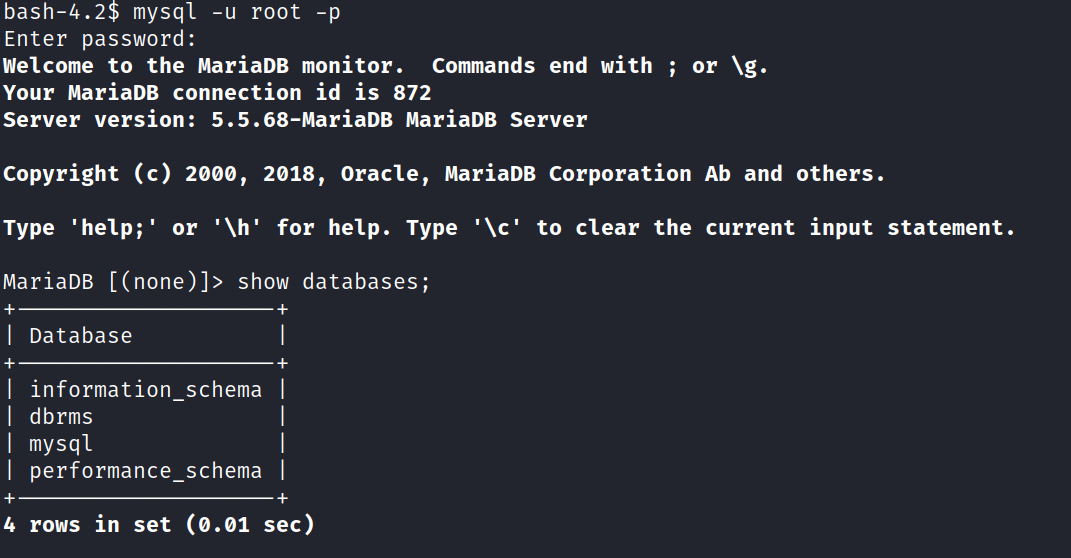 bash-4.2$ mysql -u root -p
Enter password:
Welcome to the MariaDB monitor.  Commands end with ; or \g.
Your MariaDB connection id is 872
Server version: 5.5.68-MariaDB MariaDB Server

Copyright (c) 2000, 2018, Oracle, MariaDB Corporation Ab and others.

Type 'help;' or '\h' for help. Type '\c' to clear the current input statement.

MariaDB [(none)]> show databases;
+--------------------+
| Database           |
+--------------------+
| information_schema |
| dbrms              |
| mysql              |
| performance_schema |
+--------------------+
4 rows in set (0.01 sec)